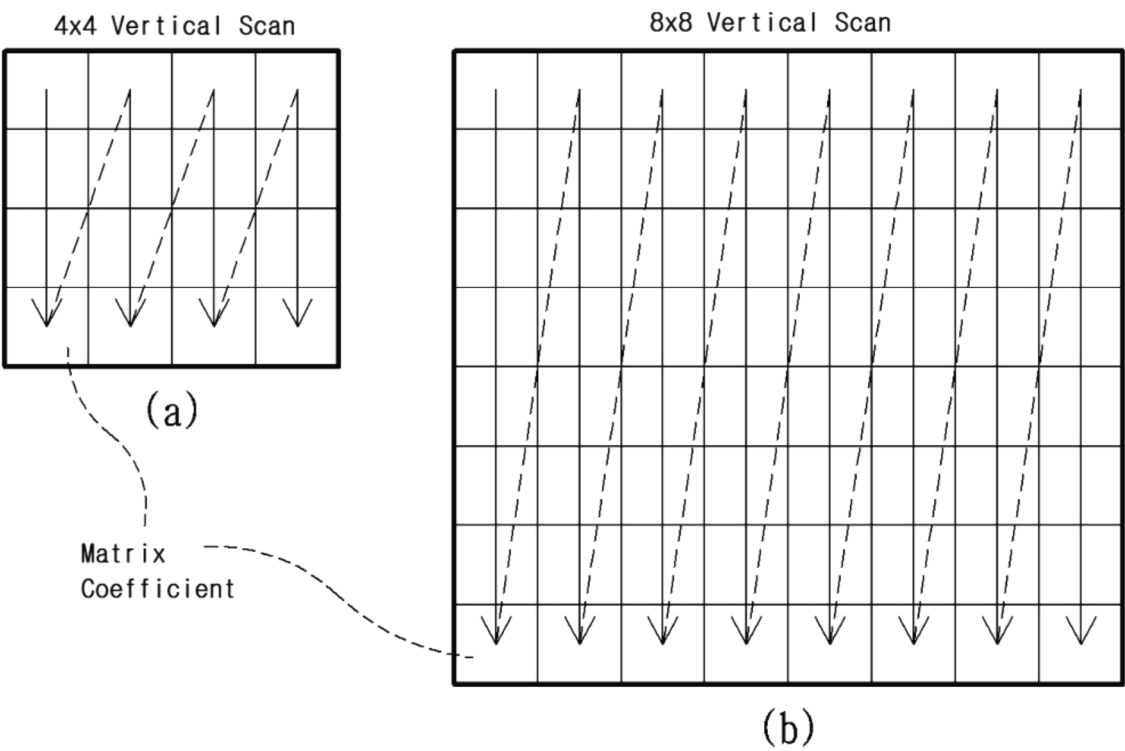 4x4 Vertical Scan
8x8 Vertical Scan
(a)
Matrix
Coefficient
(b)